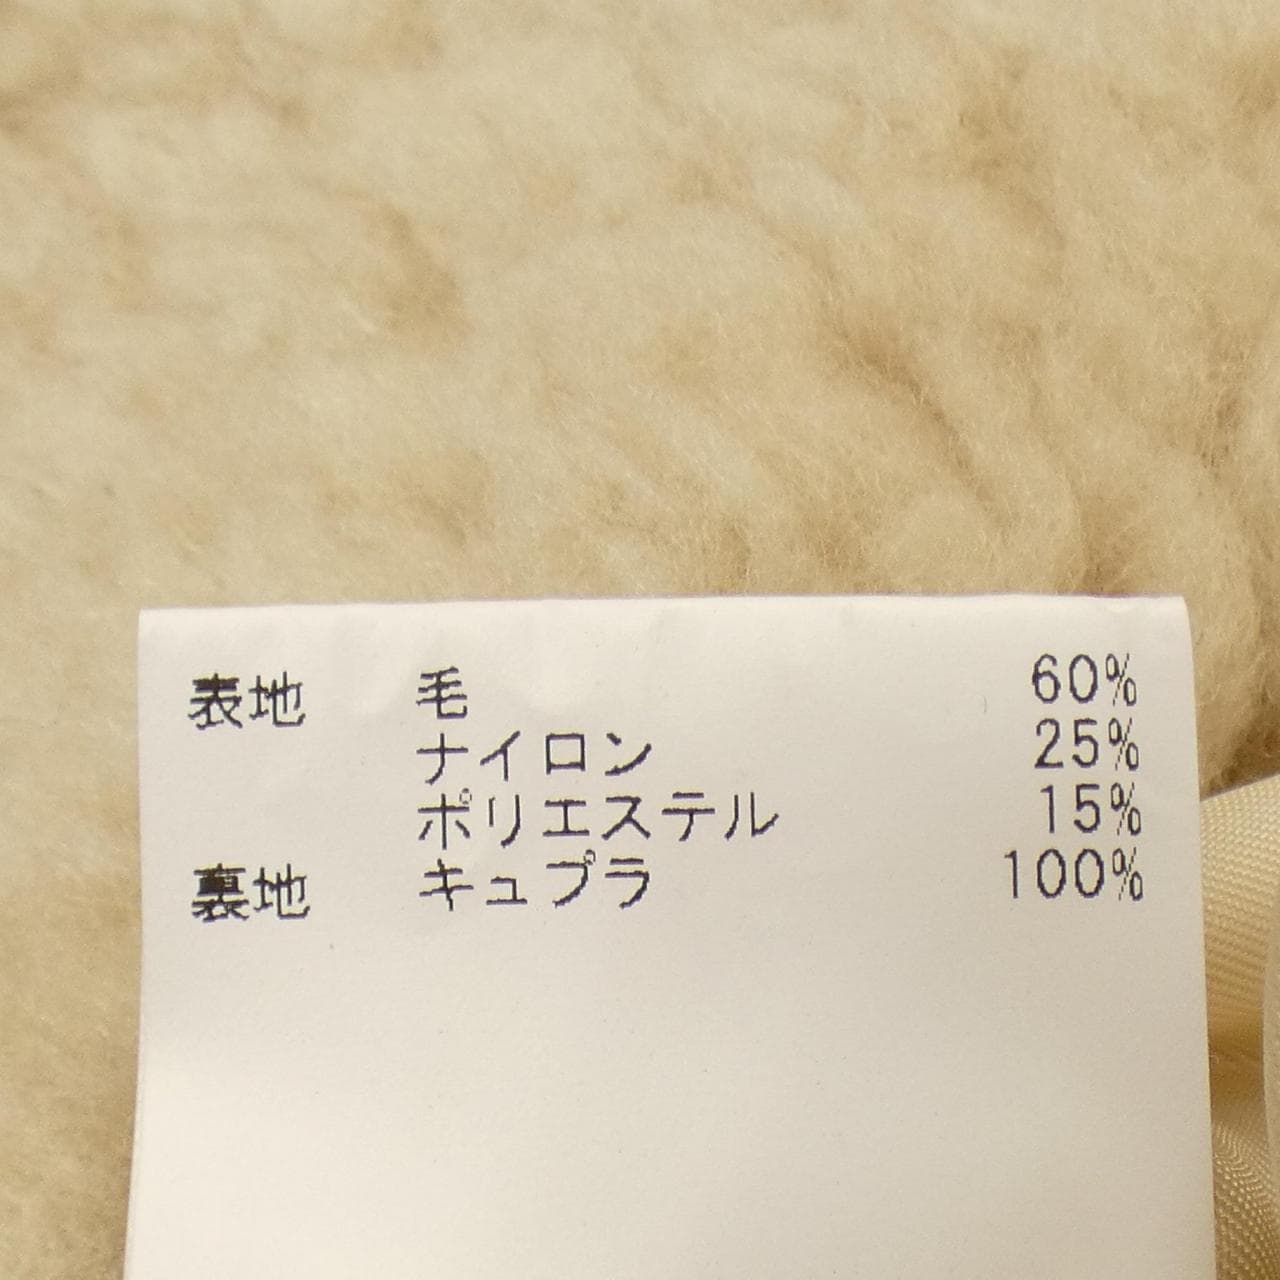 表地 毛 60%
ナイロン 25%
ポリエステル 15%
裏地 キュプラ 100%